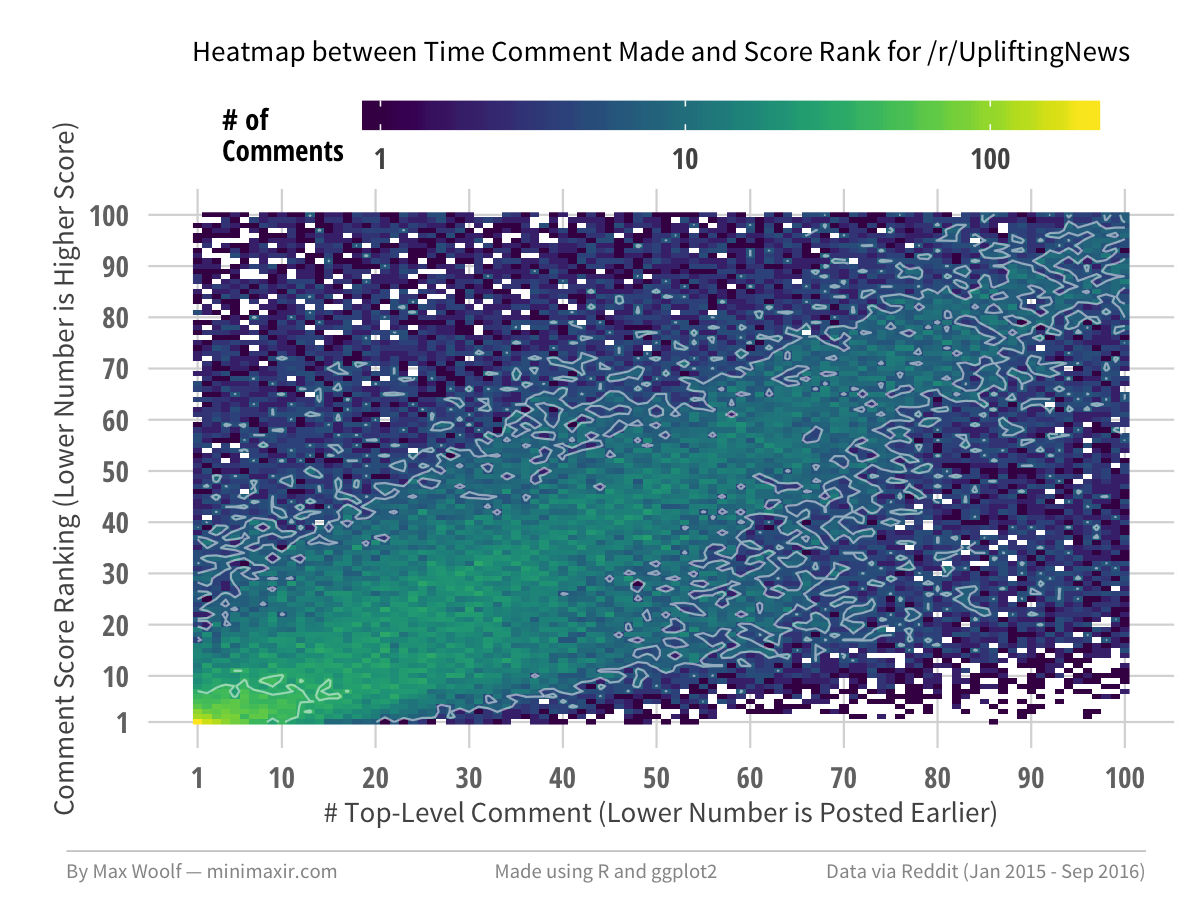 Heatmap between Time Comment Made and Score Rank for /r/UpliftingNews
# of
Comments
1 10 100
Comment Score Ranking (Lower Number is Higher Score)
100
90
80
70
60
50
40
30
20
10
1
1 10 20 30 40 50 60 70 80 90 100
# Top-Level Comment (Lower Number is Posted Earlier)
By Max Woolf — minimaxir.com
Made using R and ggplot2
Data via Reddit (Jan 2015 - Sep 2016)